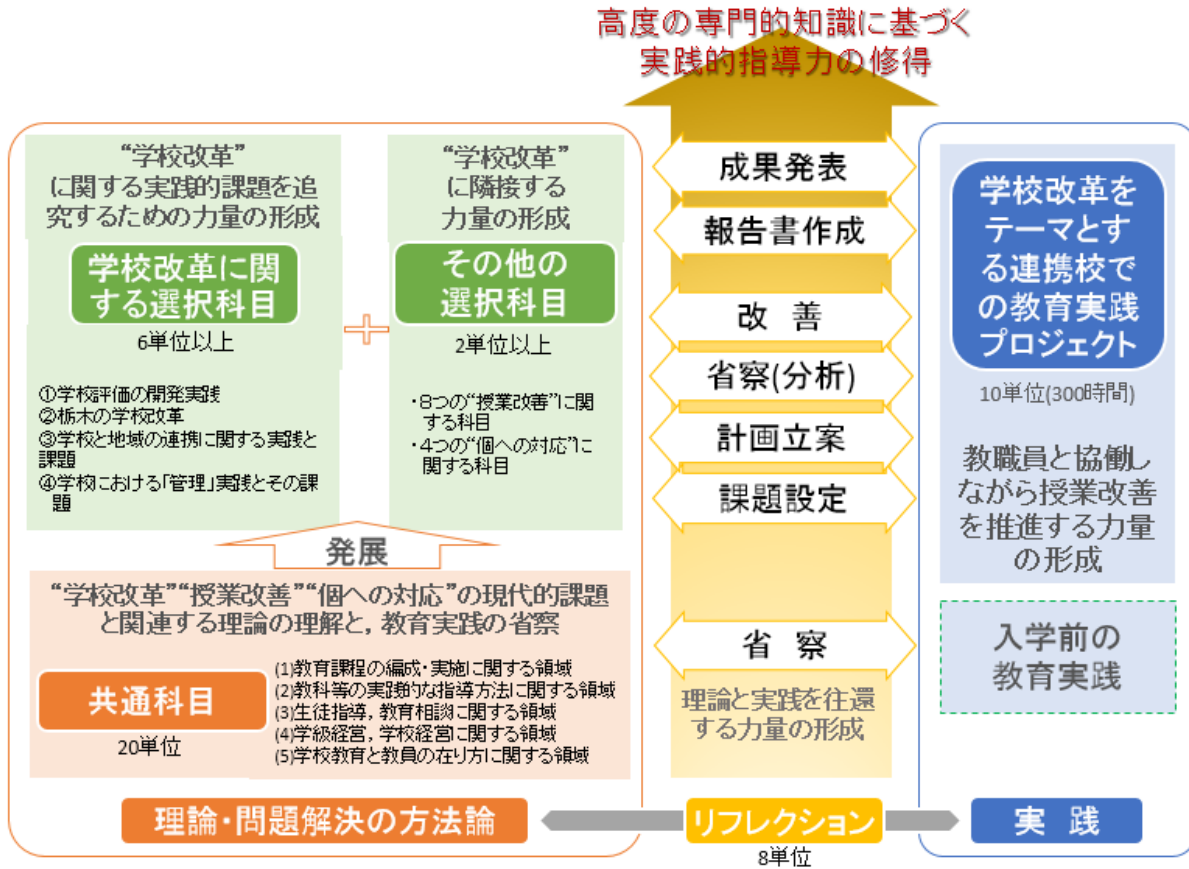 高度の専門的知識に基づく
実践的指導力の修得
“学校改革”
に関する実践的課題を追
究するための力量の形成
学校改革に関
する選択科目
6単位以上
①学校評価の開発実践
②栃木の学校改革
③学校と地域の連携に関する実践と
課題
④学校における「管理」実践とその課
題
“学校改革”
に隣接する
力量の形成
その他の
選択科目
2単位以上
・8つの“授業改善”に関
する科目
・4つの“個への対応”に
関する科目
発展
“学校改革”“授業改善”“個への対応”の現代的課題
と関連する理論の理解と,教育実践の省察
共通科目
20単位
(1)教育課程の編成・実施に関する領域
(2)教科等の実践的な指導方法に関する領域
(3)生徒指導,教育相談に関する領域
(4)学級経営,学校経営に関する領域
(5)学校教育と教員の在り方に関する領域
理論・問題解決の方法論
成果発表
報告書作成
改 善
省察(分析)
計画立案
課題設定
省 察
理論と実践を往還
する力量の形成
リフレクション
8単位
学校改革を
テーマとす
る連携校で
の教育実践
プロジェクト
10単位(300時間)
教職員と協働し
ながら授業改善
を推進する力量
の形成
入学前の
教育実践
実 践